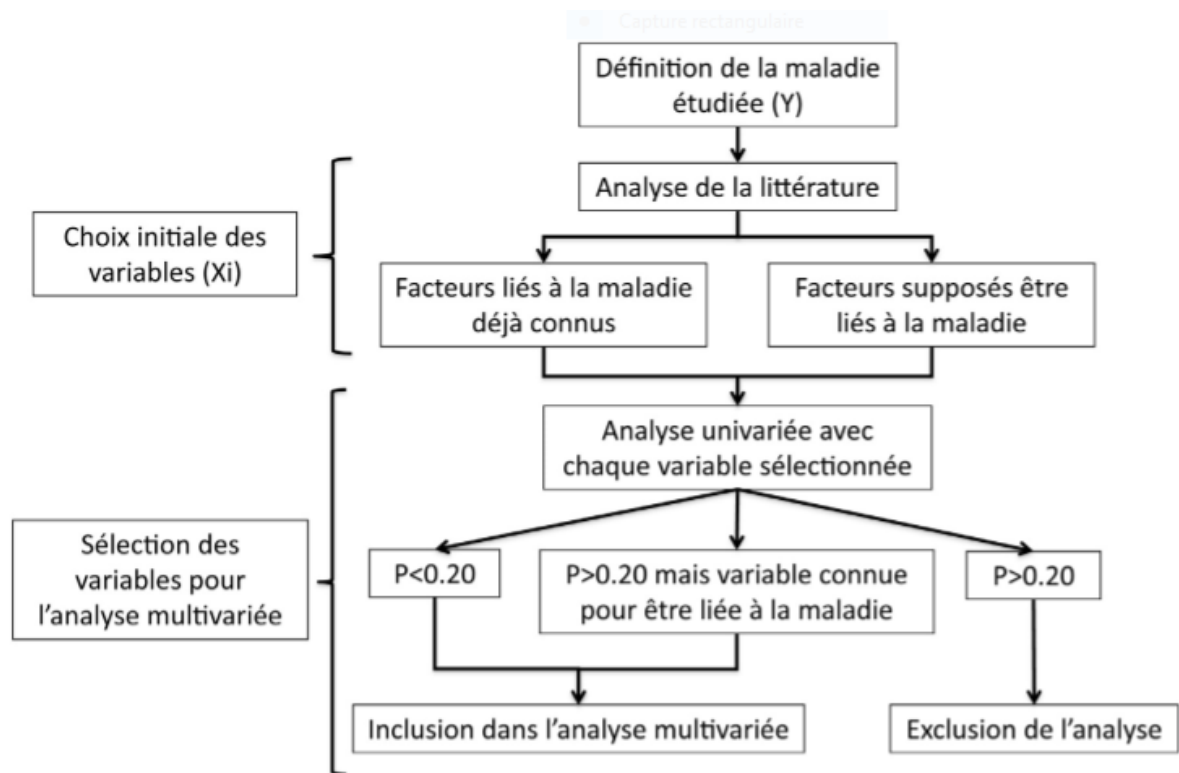 Capture rectangulaire
Définition de la maladie
étudiée (Y)
Analyse de la littérature
Choix initiale des
variables (Xi)
Facteurs liés à la maladie
déjà connus
Facteurs supposés être
liés à la maladie
Analyse univariée avec
chaque variable sélectionnée
Sélection des
variables pour
l'analyse multivariée
P<0.20
P>0.20 mais variable connue
pour être liée à la maladie
P>0.20
Inclusion dans l'analyse multivariée
Exclusion de l'analyse